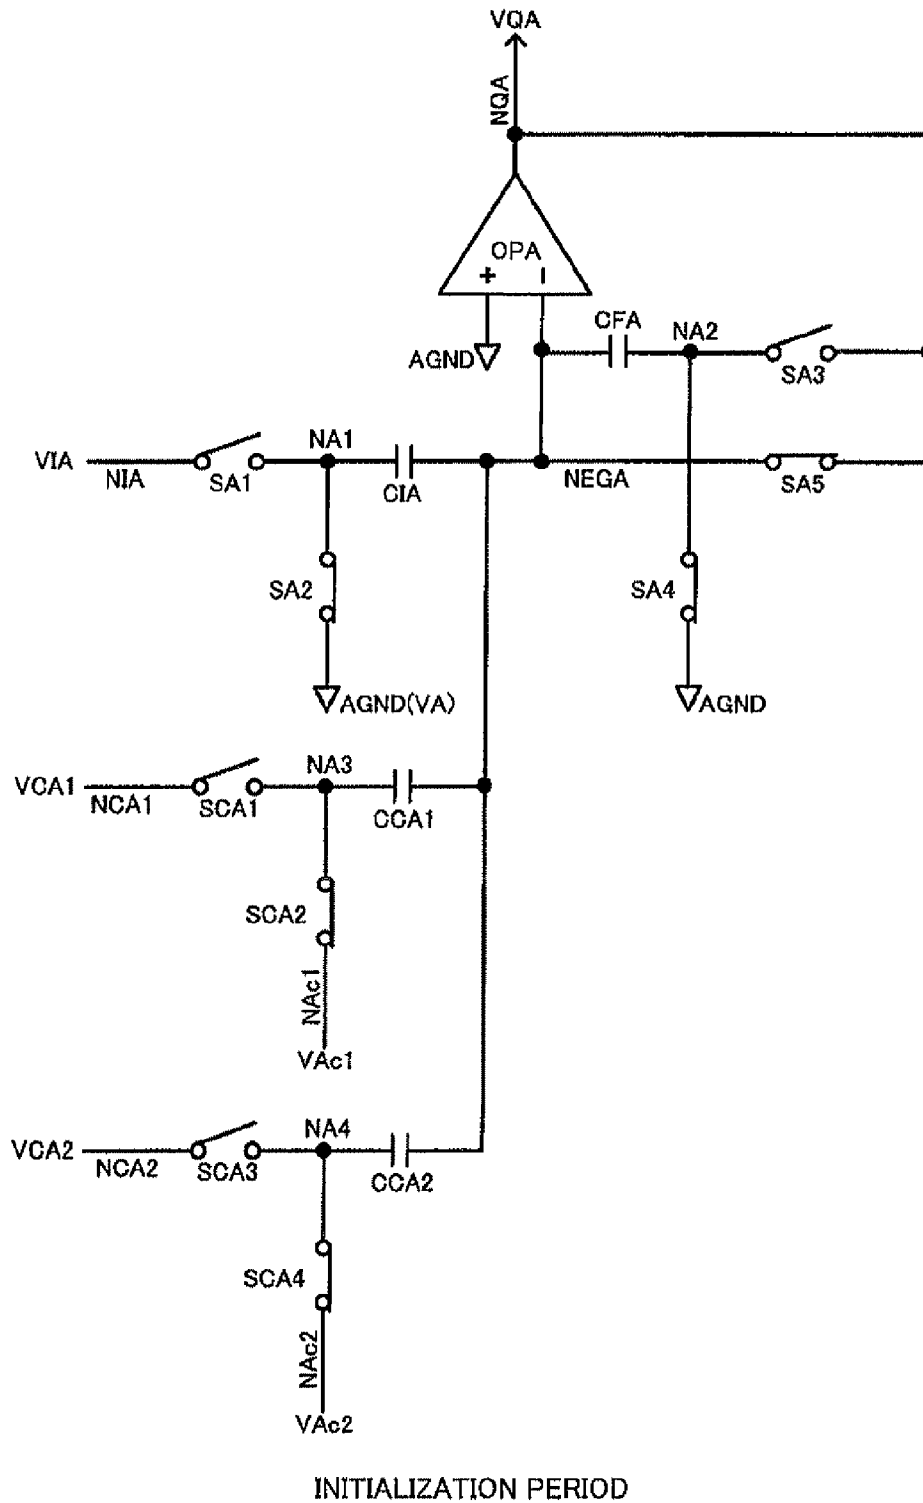 VQA
NQA
OPA
+ −
AGND
CFA
NA2
SA3
VIA
NIA
SA1
NA1
CIA
NEGA
SA5
SA2
SA4
AGND(VA)
AGND
VCA1
NCA1
SCA1
NA3
CCA1
SCA2
NAc1
VAc1
VCA2
NCA2
SCA3
NA4
CCA2
SCA4
NAc2
VAc2
INITIALIZATION PERIOD